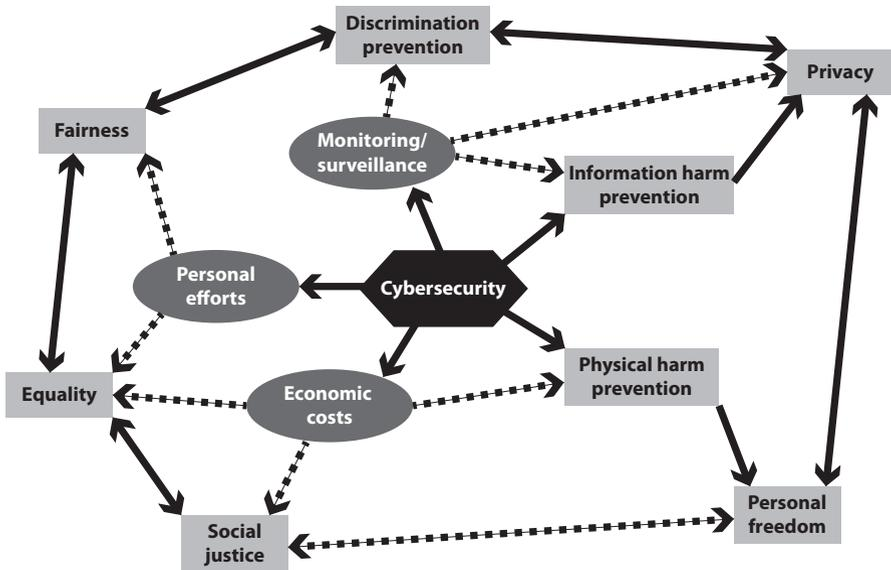 Discrimination
prevention
Privacy
Fairness
Monitoring/
surveillance
Information harm
prevention
Personal
efforts
Cybersecurity
Physical harm
prevention
Equality
Economic
costs
Personal
freedom
Social
justice